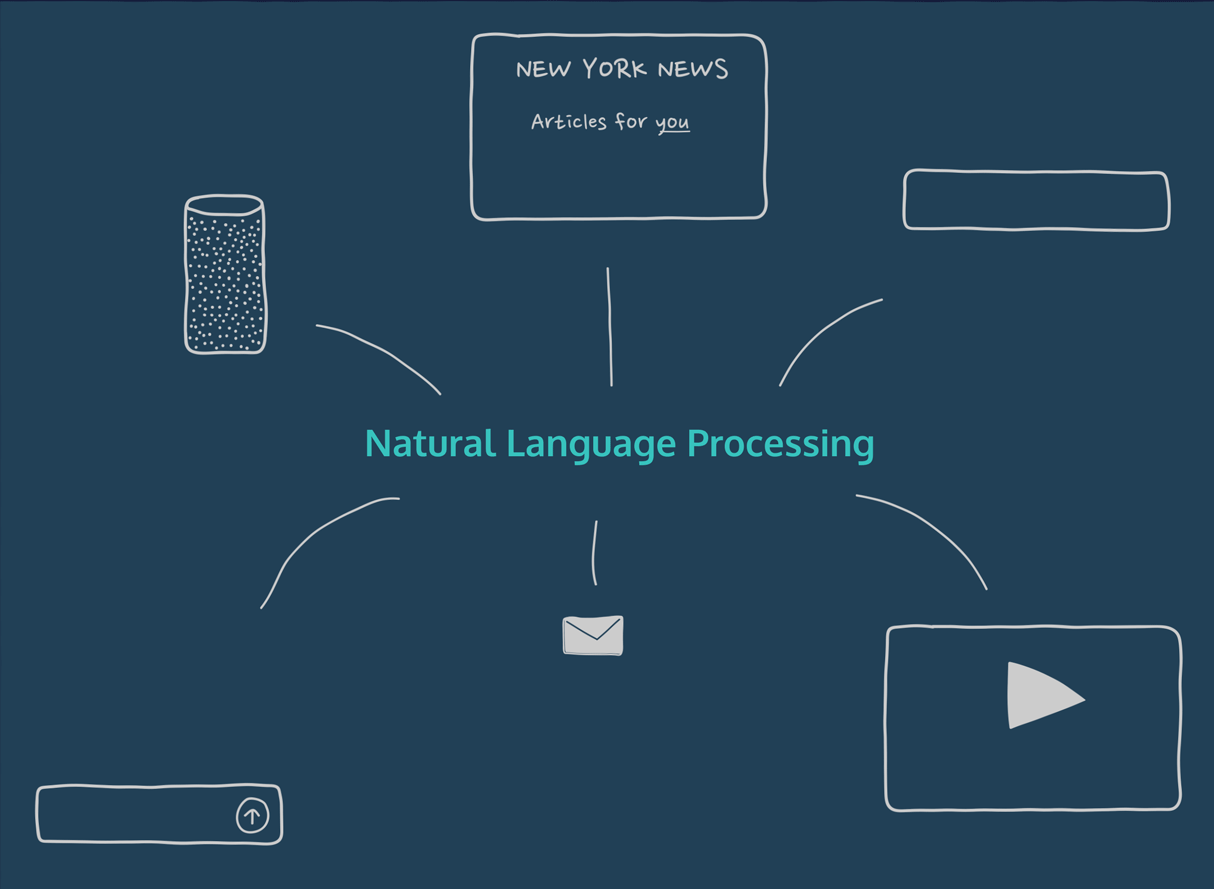 NEW YORK NEWS
Articles for you
Natural Language Processing